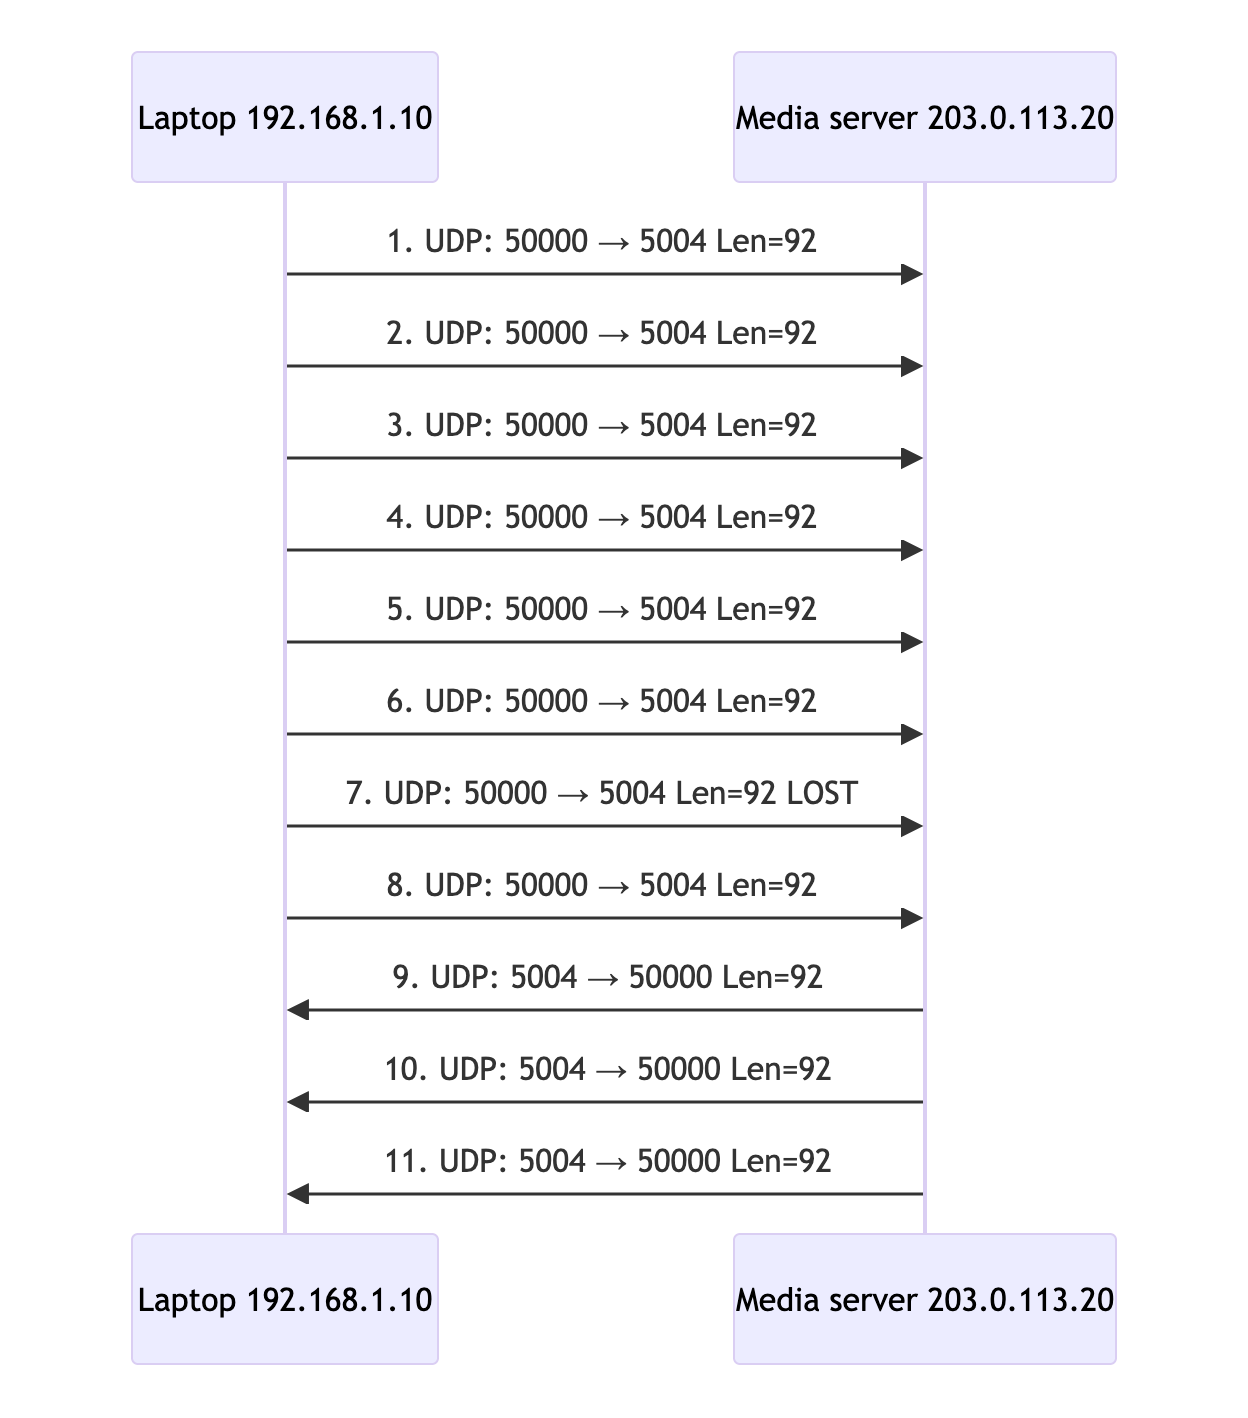 Laptop 192.168.1.10
Media server 203.0.113.20
1. UDP: 50000 → 5004 Len=92
2. UDP: 50000 → 5004 Len=92
3. UDP: 50000 → 5004 Len=92
4. UDP: 50000 → 5004 Len=92
5. UDP: 50000 → 5004 Len=92
6. UDP: 50000 → 5004 Len=92
7. UDP: 50000 → 5004 Len=92 LOST
8. UDP: 50000 → 5004 Len=92
9. UDP: 5004 → 50000 Len=92
10. UDP: 5004 → 50000 Len=92
11. UDP: 5004 → 50000 Len=92
Laptop 192.168.1.10
Media server 203.0.113.20